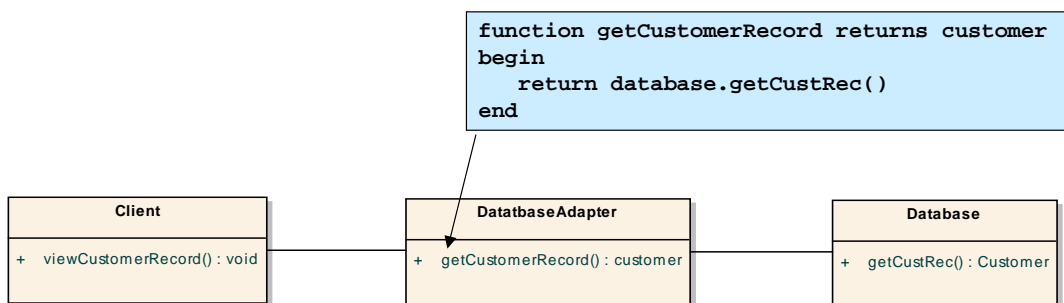 function getCustomerRecord returns customer
begin
return database.getCustRec()
end
Client
+ viewCustomerRecord() : void
DatatbaseAdapter
+ getCustomerRecord() : customer
Database
+ getCustRec() : Customer